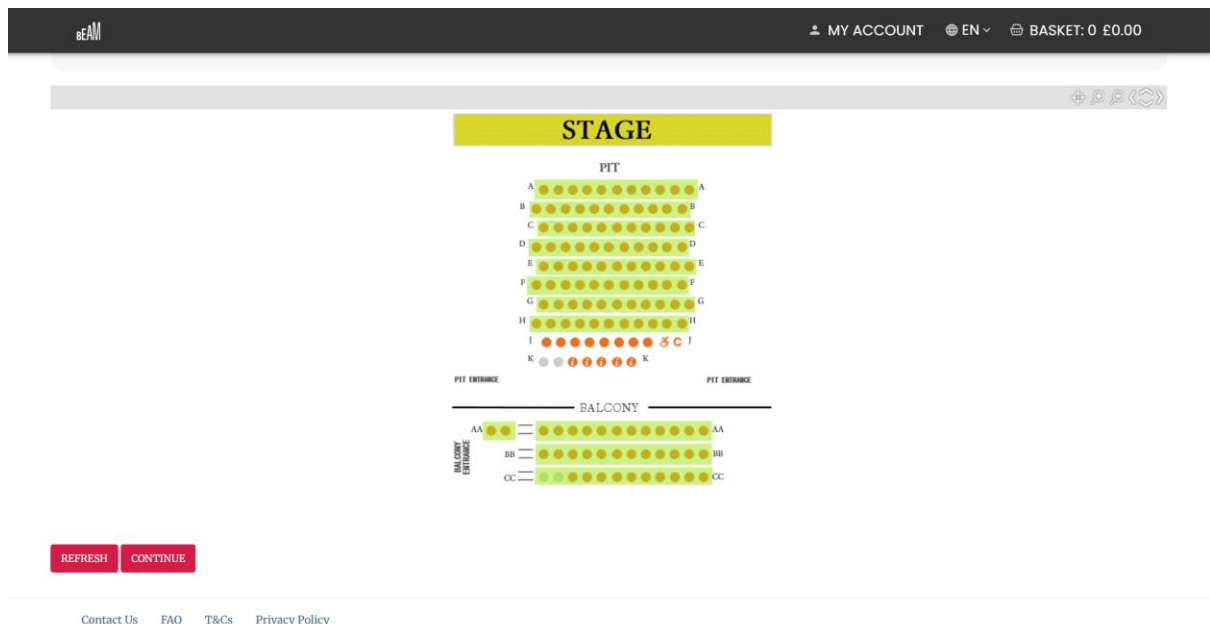 BEAM
MY ACCOUNT EN BASKET: 0 £0.00
STAGE
PIT
A A
B B
C C
D D
E E
F F
G G
H H
J C J
K i i i i i K
PIT ENTRANCE PIT ENTRANCE
BALCONY
AA AA
BALCONY ENTRANCE
BB BB
CC CC
REFRESH CONTINUE
Contact Us FAQ T&Cs Privacy Policy